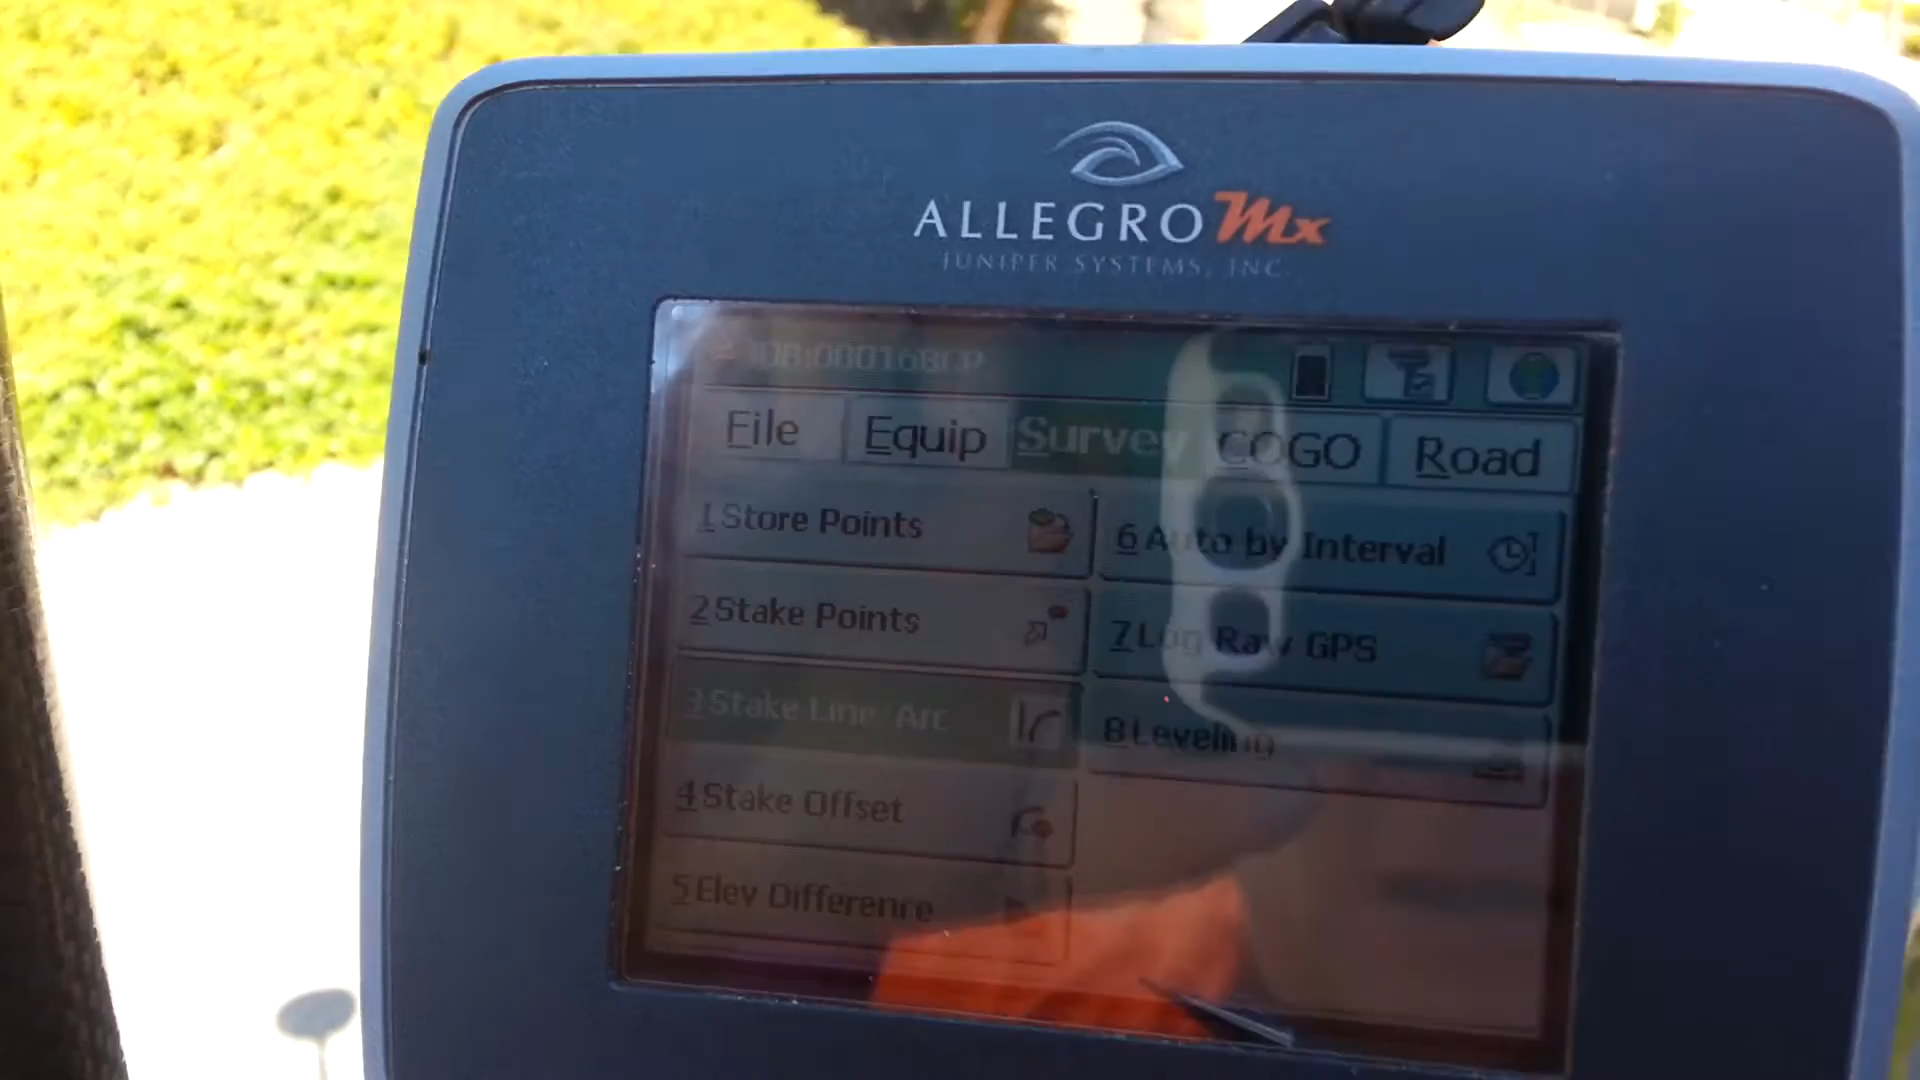 ALLEGRO Mx
JUNIPER SYSTEMS, INC.
File Equip Survey COGO Road
1 Store Points
2 Stake Points
3 Stake Line/Arc
4 Stake Offset
5 Elev Difference
6 Auto by Interval
7 Log Raw GPS
8 Leveling